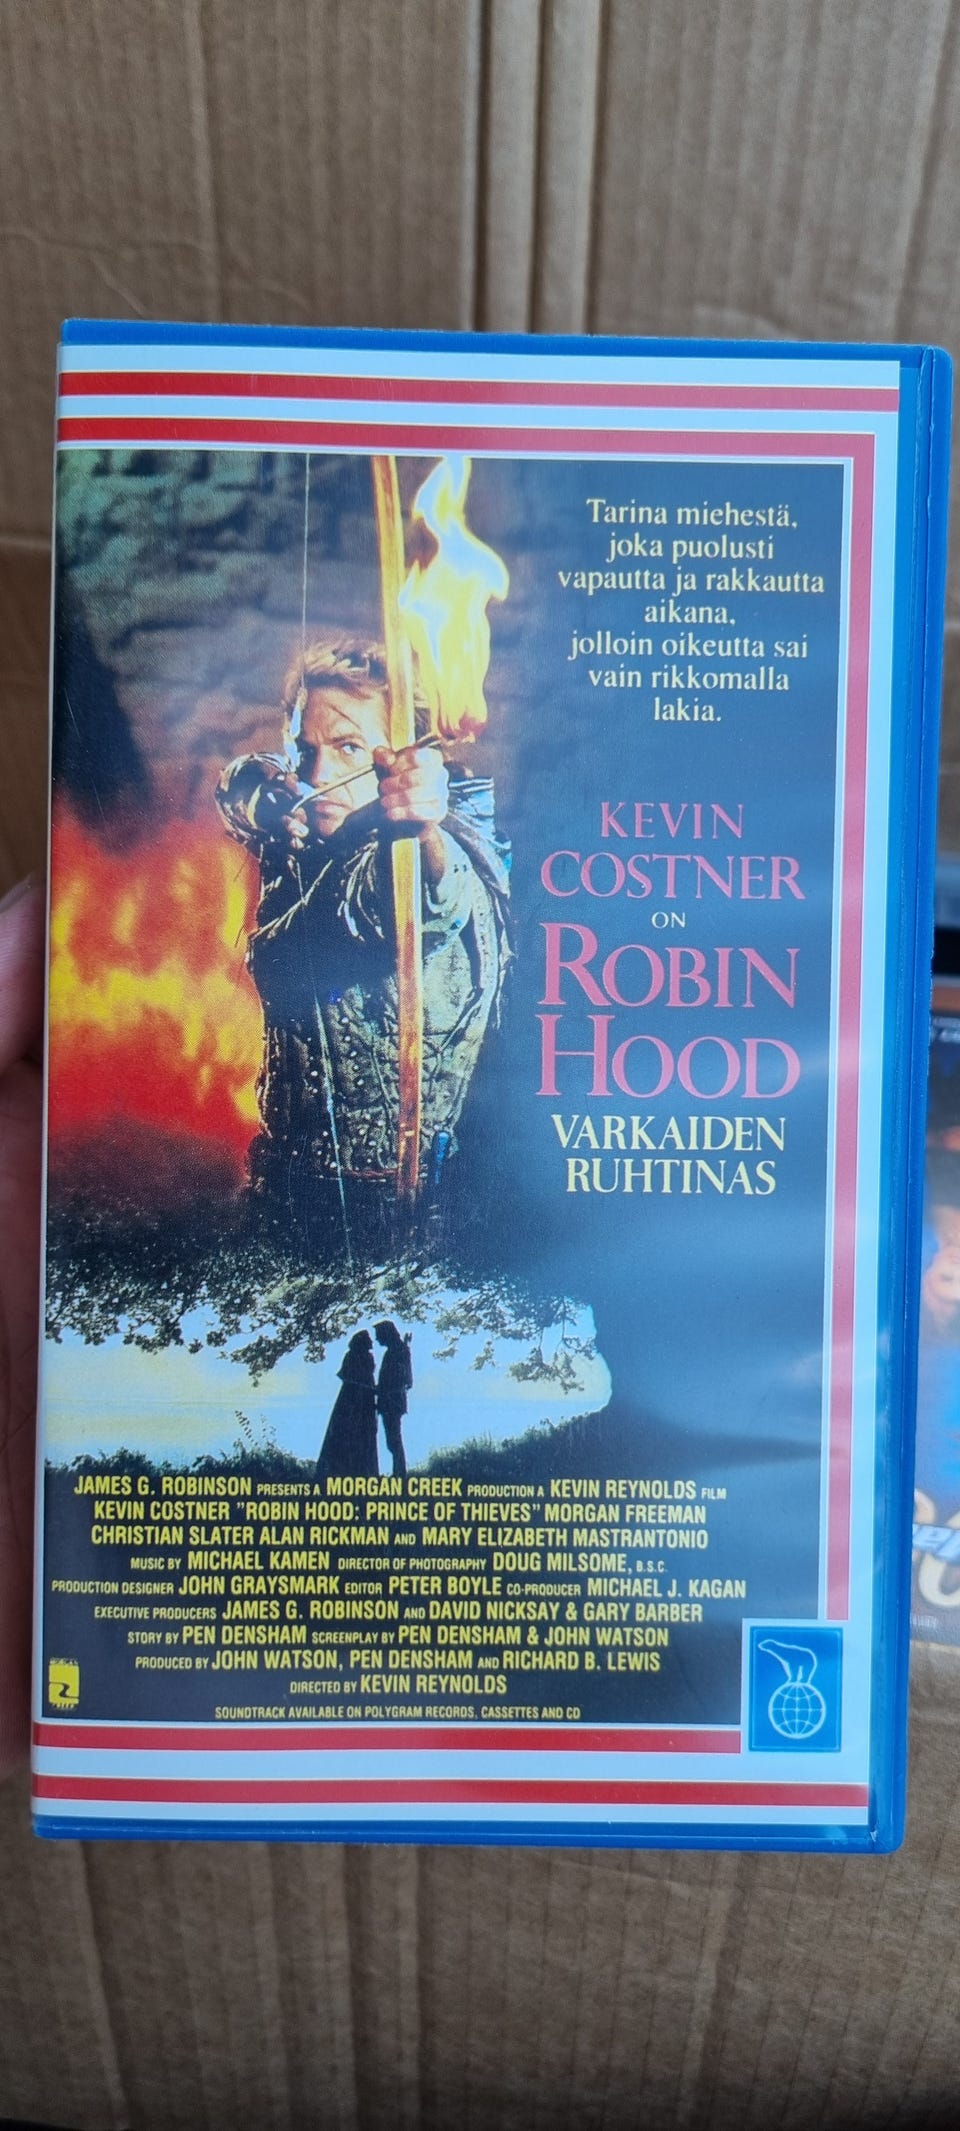 Tarina miehestä,
joka puolusti
vapautta ja rakkautta
aikana,
jolloin oikeutta sai
vain rikkomalla
lakia.
KEVIN
COSTNER
ON
ROBIN
HOOD
VARKAIDEN
RUHTINAS
JAMES G. ROBINSON PRESENTS A MORGAN CREEK PRODUCTION A KEVIN REYNOLDS FILM
KEVIN COSTNER "ROBIN HOOD: PRINCE OF THIEVES" MORGAN FREEMAN
CHRISTIAN SLATER ALAN RICKMAN AND MARY ELIZABETH MASTRANTONIO
MUSIC BY MICHAEL KAMEN DIRECTOR OF PHOTOGRAPHY DOUG MILSOME, B.S.C.
PRODUCTION DESIGNER JOHN GRAYSMARK EDITOR PETER BOYLE CO-PRODUCER MICHAEL J. KAGAN
EXECUTIVE PRODUCERS JAMES G. ROBINSON AND DAVID NICKSAY & GARY BARBER
STORY BY PEN DENSHAM SCREENPLAY BY PEN DENSHAM & JOHN WATSON
PRODUCED BY JOHN WATSON, PEN DENSHAM AND RICHARD B. LEWIS
DIRECTED BY KEVIN REYNOLDS
SOUNDTRACK AVAILABLE ON POLYGRAM RECORDS, CASSETTES AND CD